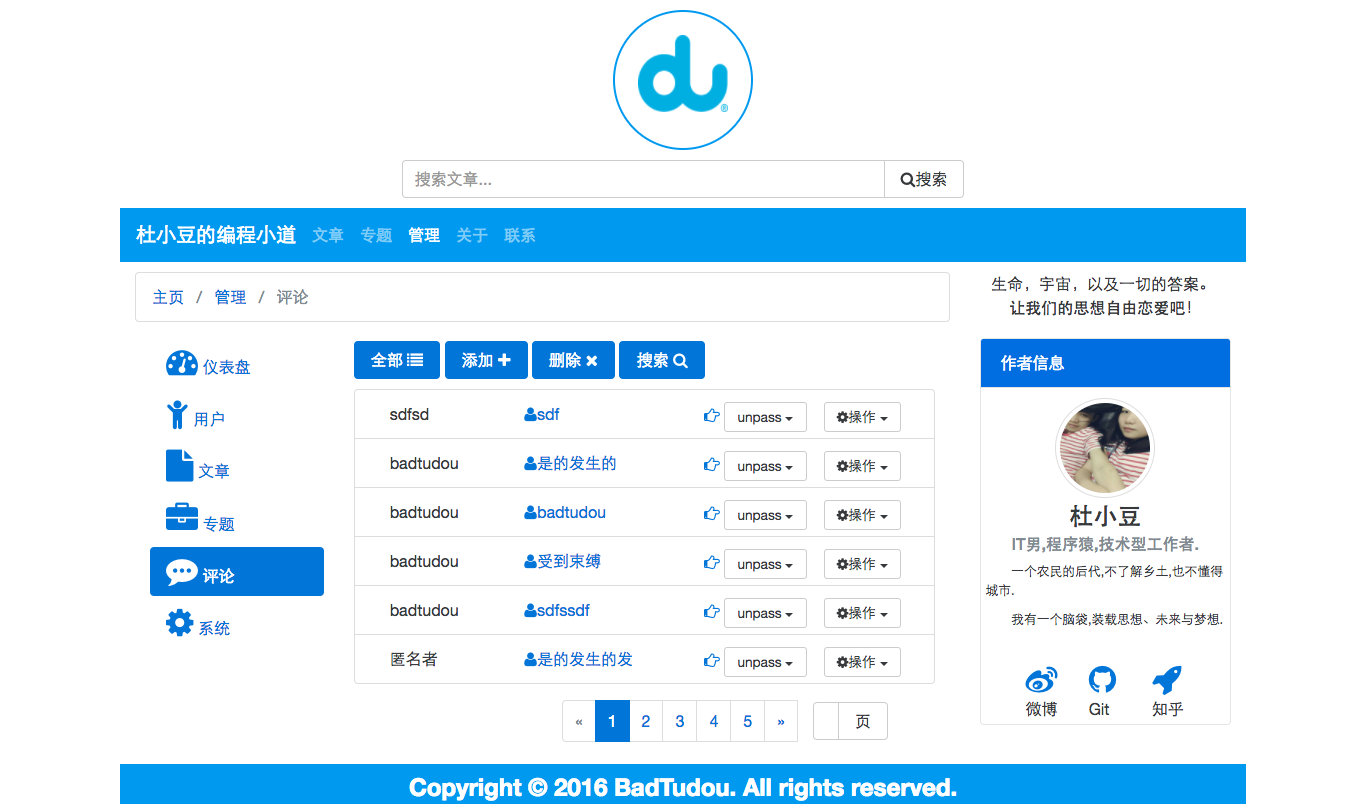 du®
搜索文章...
搜索
杜小豆的编程小道 文章 专题 管理 关于 联系
主页 / 管理 / 评论
生命，宇宙，以及一切的答案。
让我们的思想自由恋爱吧！
仪表盘
用户
文章
专题
评论
系统
全部 添加 删除 搜索
sdfsd sdf unpass 操作
badtudou 是的发生的 unpass 操作
badtudou badtudou unpass 操作
badtudou 受到束缚 unpass 操作
badtudou sdfssdf unpass 操作
匿名者 是的发生的发 unpass 操作
« 1 2 3 4 5 » 页
作者信息
杜小豆
IT男,程序猿,技术型工作者.
一个农民的后代,不了解乡土,也不懂得
城市.
我有一个脑袋,装载思想、未来与梦想.
微博 Git 知乎
Copyright © 2016 BadTudou. All rights reserved.